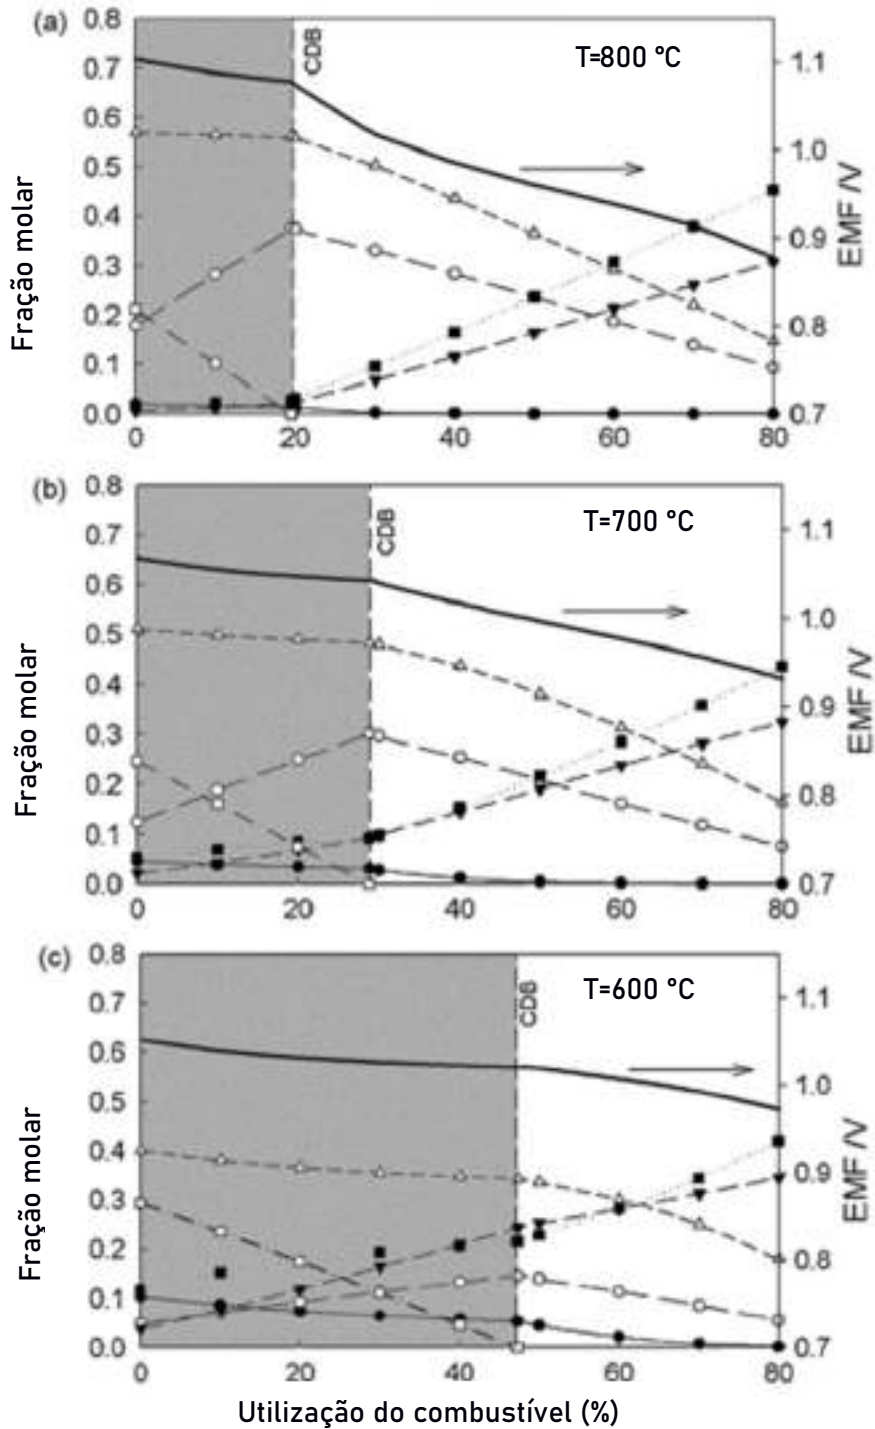 (a)
0.8
0.7
0.6
0.5
0.4
0.3
0.2
0.1
0.0
Fração molar
CDB
T=800 °C
1.1
1.0
0.9
0.8
0.7
EMF /V
0 20 40 60 80
(b)
0.8
0.7
0.6
0.5
0.4
0.3
0.2
0.1
0.0
Fração molar
CDB
T=700 °C
1.1
1.0
0.9
0.8
0.7
EMF /V
0 20 40 60 80
(c)
0.8
0.7
0.6
0.5
0.4
0.3
0.2
0.1
0.0
Fração molar
CDB
T=600 °C
1.1
1.0
0.9
0.8
0.7
EMF /V
0 20 40 60 80
Utilização do combustível (%)